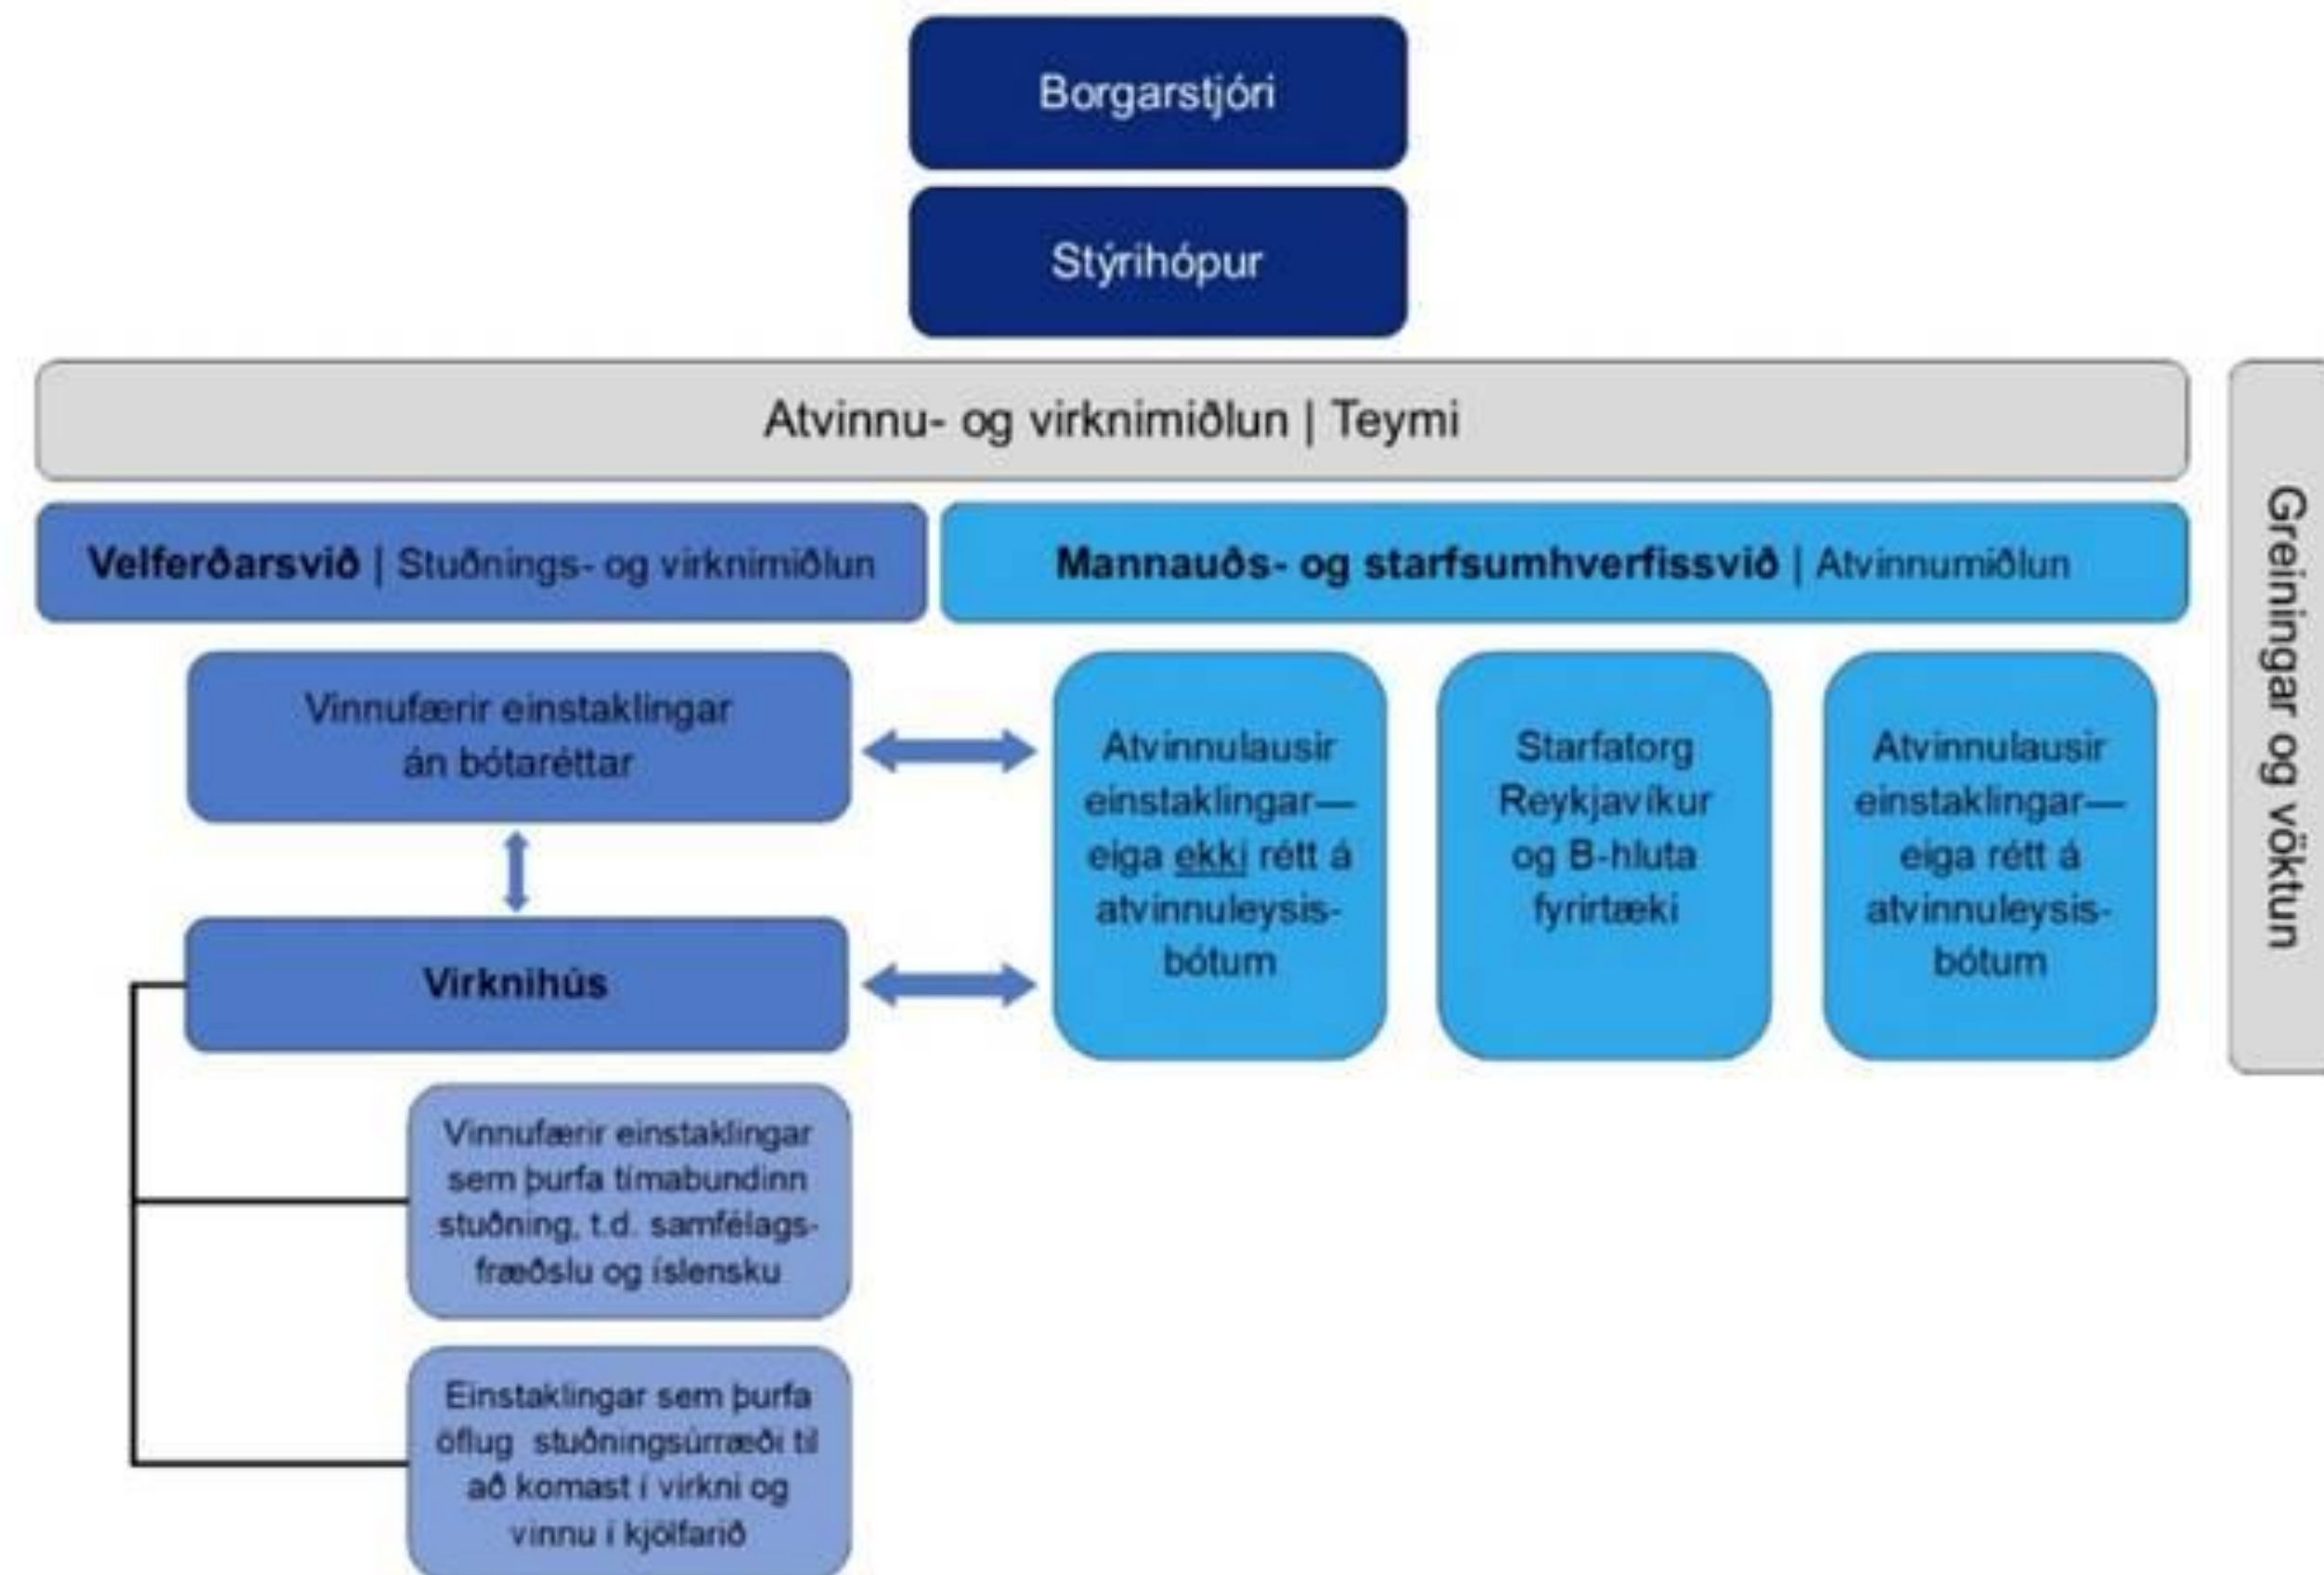 Borgarstjóri
Stýrihópur
Atvinnu- og virknimiðlun | Teymi
Velferðarsvið | Stuðnings- og virknimiðlun
Mannauðs- og starfsumhverfissvið | Atvinnumiðlun
Vinnufærir einstaklingar
án bótaréttar
Virknihús
Vinnufærir einstaklingar
sem þurfa tímabundinn
stuðning, t.d. samfélags-
fræðslu og íslensku
Einstaklingar sem þurfa
öflug stuðningsúrræði til
að komast í virkni og
vinnu í kjölfarið
Atvinnulausir
einstaklingar—
eiga ekki rétt á
atvinnuleysis-
bótum
Starfatorg
Reykjavíkur
og B-hluta
fyrirtæki
Atvinnulausir
einstaklingar—
eiga rétt á
atvinnuleysis-
bótum
Greiningar og vöktun